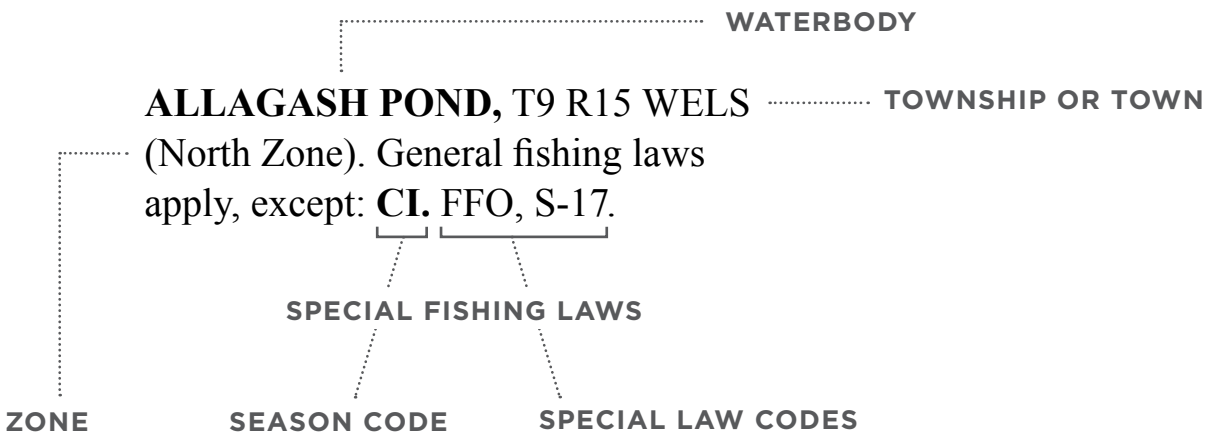 WATERBODY
ALLAGASH POND, T9 R15 WELS
TOWNSHIP OR TOWN
(North Zone). General fishing laws
apply, except: CI. FFO, S-17.
SPECIAL FISHING LAWS
ZONE
SEASON CODE
SPECIAL LAW CODES